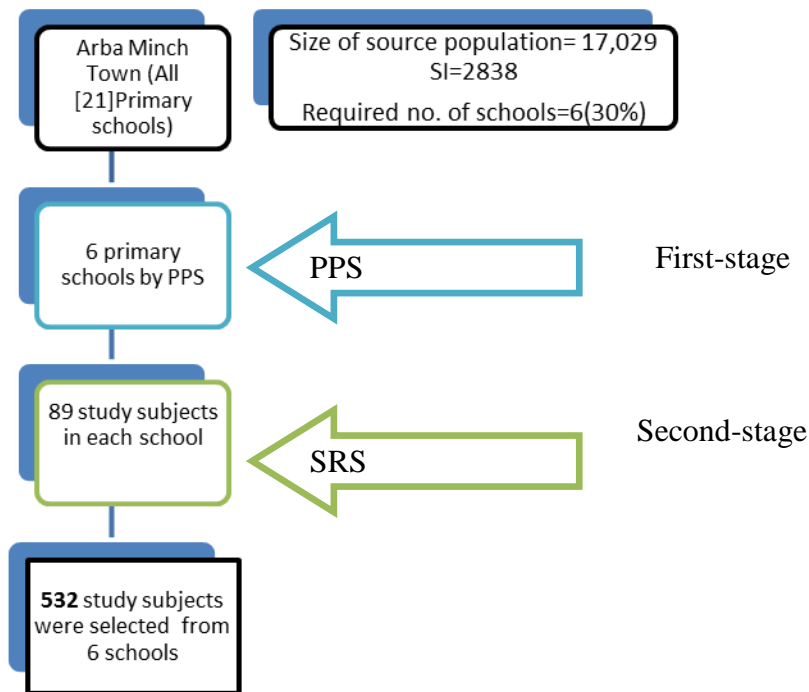 Arba Minch
Town (All
[21]Primary
schools)
Size of source population= 17,029
SI=2838
Required no. of schools=6(30%)
6 primary
schools by PPS
PPS
First-stage
89 study subjects
in each school
SRS
Second-stage
532 study subjects
were selected from
6 schools